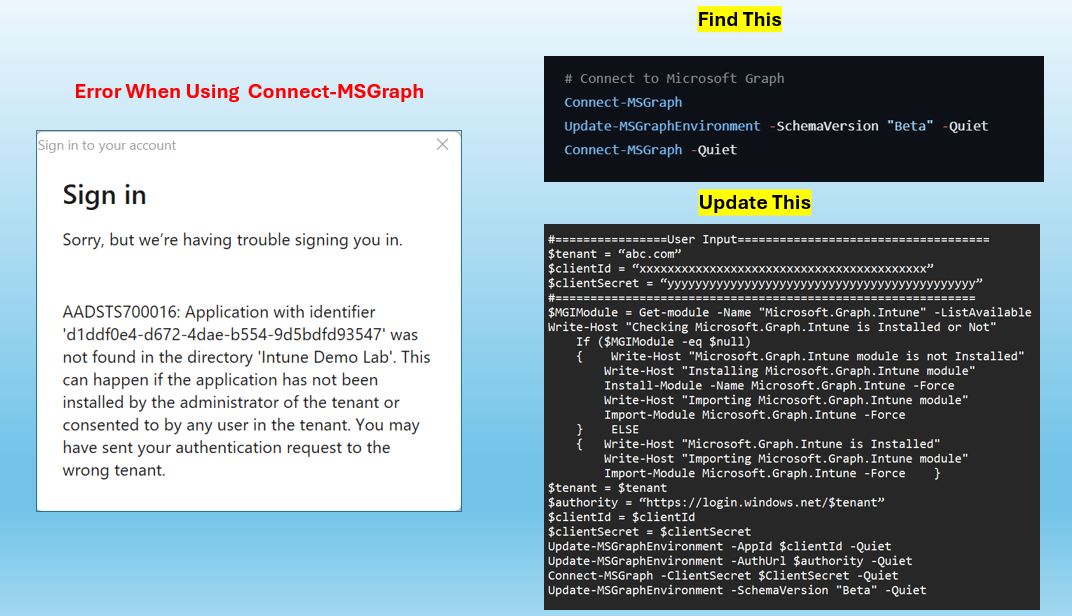 Error When Using Connect-MSGraph
Sign in to your account
Sign in
Sorry, but we're having trouble signing you in.
AADSTS700016: Application with identifier
'd1ddf0e4-d672-4dae-b554-9d5bdfd93547' was
not found in the directory 'Intune Demo Lab'. This
can happen if the application has not been
installed by the administrator of the tenant or
consented to by any user in the tenant. You may
have sent your authentication request to the
wrong tenant.
Find This
# Connect to Microsoft Graph
Connect-MSGraph
Update-MSGraphEnvironment -SchemaVersion "Beta" -Quiet
Connect-MSGraph -Quiet
Update This
#================User Input====================================
$tenant = “abc.com”
$clientId = “xxxxxxxxxxxxxxxxxxxxxxxxxxxxxxxxxxxxxxxxx”
$clientSecret = “yyyyyyyyyyyyyyyyyyyyyyyyyyyyyyyyyyyyyyyyyyyy”
#============================================================
$MGIModule = Get-module -Name "Microsoft.Graph.Intune" -ListAvailable
Write-Host "Checking Microsoft.Graph.Intune is Installed or Not"
If ($MGIModule -eq $null)
{ Write-Host "Microsoft.Graph.Intune module is not Installed"
Write-Host "Installing Microsoft.Graph.Intune module"
Install-Module -Name Microsoft.Graph.Intune -Force
Write-Host "Importing Microsoft.Graph.Intune module"
Import-Module Microsoft.Graph.Intune -Force
} ELSE
{ Write-Host "Microsoft.Graph.Intune is Installed"
Write-Host "Importing Microsoft.Graph.Intune module"
Import-Module Microsoft.Graph.Intune -Force }
$tenant = $tenant
$authority = “https://login.windows.net/$tenant”
$clientId = $clientId
$clientSecret = $clientSecret
Update-MSGraphEnvironment -AppId $clientId -Quiet
Update-MSGraphEnvironment -AuthUrl $authority -Quiet
Connect-MSGraph -ClientSecret $ClientSecret -Quiet
Update-MSGraphEnvironment -SchemaVersion "Beta" -Quiet